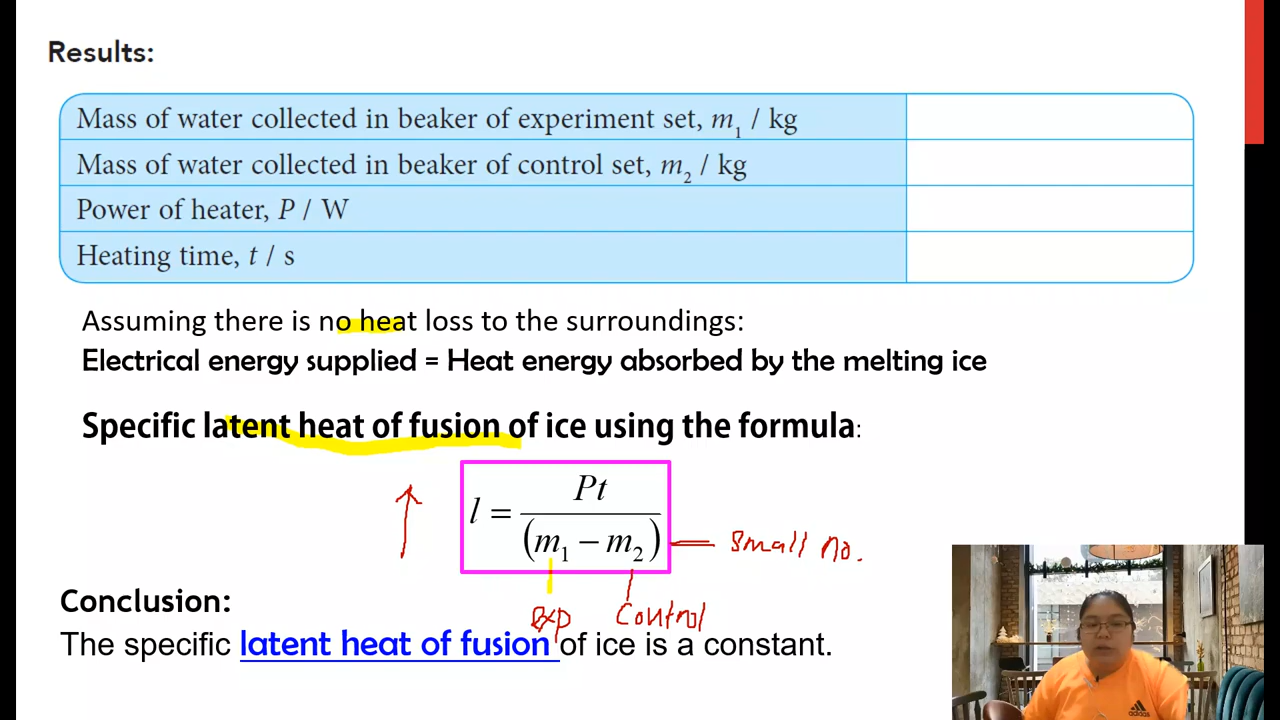 Results:
Mass of water collected in beaker of experiment set, m₁ / kg
Mass of water collected in beaker of control set, m₂ / kg
Power of heater, P / W
Heating time, t / s
Assuming there is no heat loss to the surroundings:
Electrical energy supplied = Heat energy absorbed by the melting ice
Specific latent heat of fusion of ice using the formula:
l = Pt / (m₁ − m₂)
small no.
exp control
Conclusion:
The specific latent heat of fusion of ice is a constant.
adidas